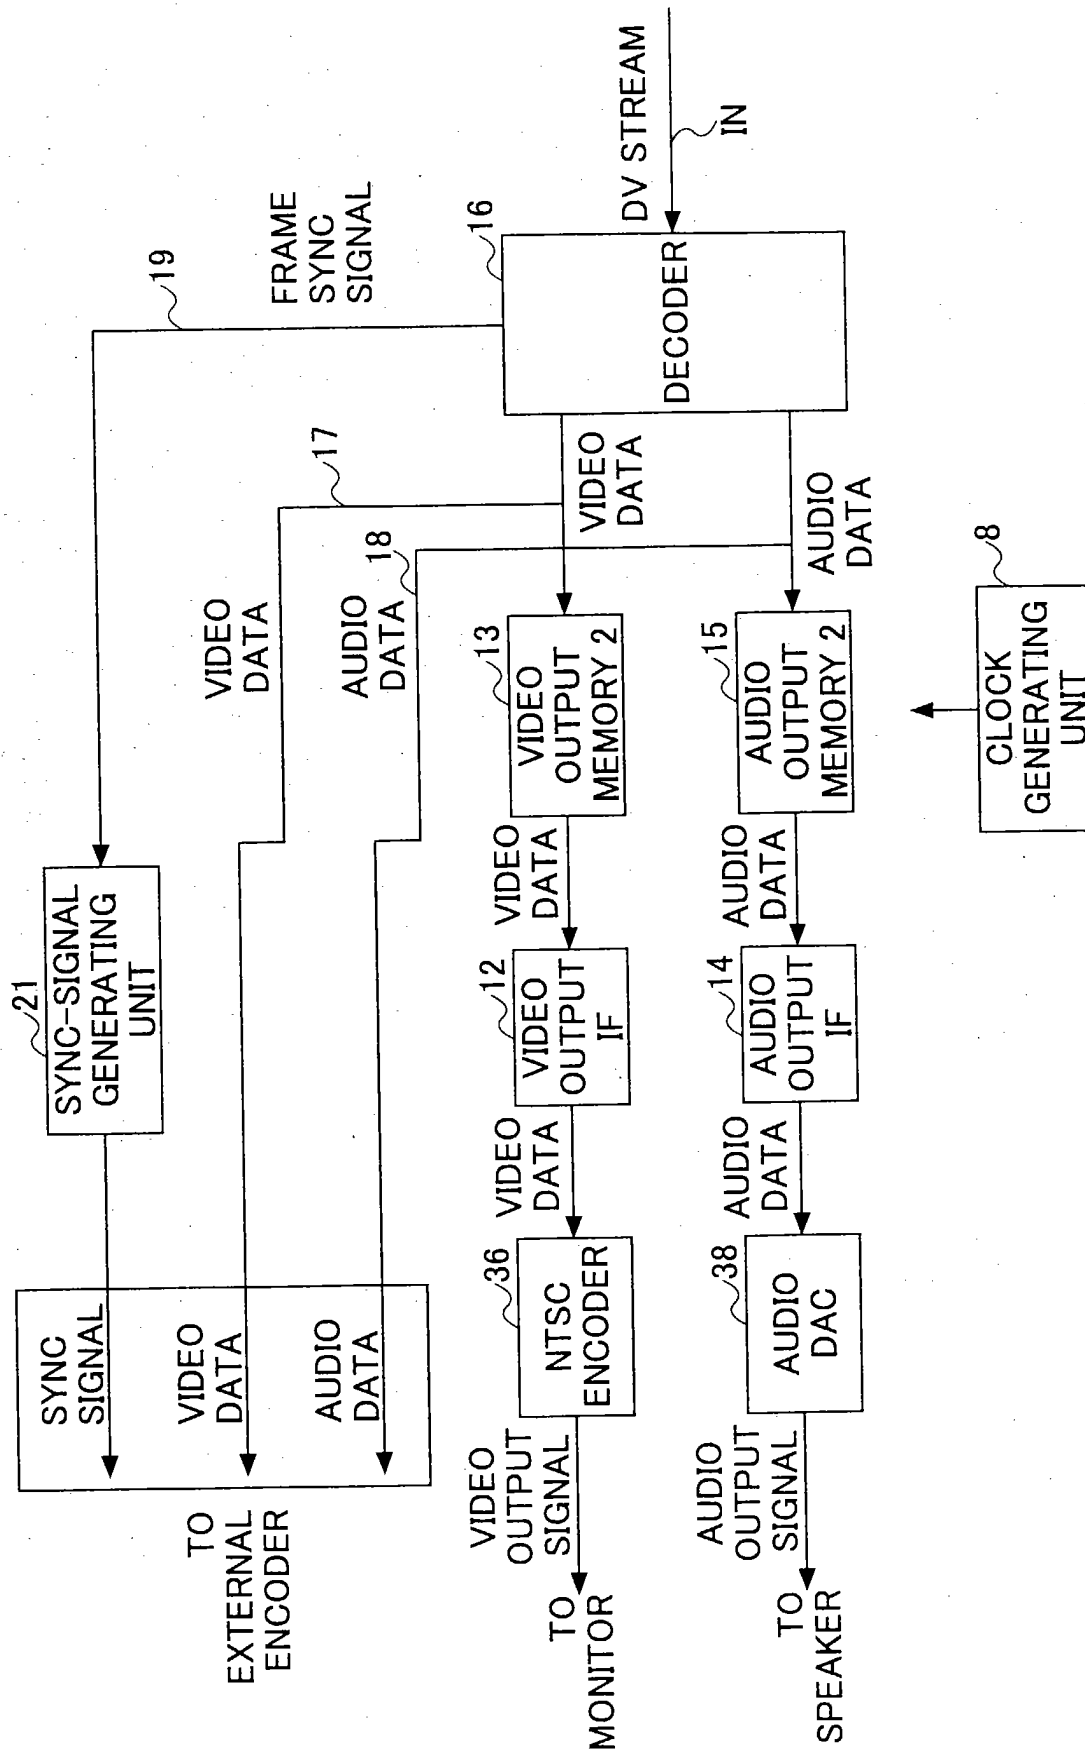 TO
EXTERNAL
ENCODER
SYNC
SIGNAL
VIDEO
DATA
AUDIO
DATA
21
SYNC-SIGNAL
GENERATING
UNIT
VIDEO
DATA
AUDIO
DATA
17
18
19
FRAME
SYNC
SIGNAL
TO
MONITOR
VIDEO
OUTPUT
SIGNAL
36
NTSC
ENCODER
VIDEO
DATA
12
VIDEO
OUTPUT
IF
VIDEO
DATA
13
VIDEO
OUTPUT
MEMORY 2
VIDEO
DATA
16
DECODER
DV STREAM
IN
TO
SPEAKER
AUDIO
OUTPUT
SIGNAL
38
AUDIO
DAC
AUDIO
DATA
14
AUDIO
OUTPUT
IF
AUDIO
DATA
15
AUDIO
OUTPUT
MEMORY 2
AUDIO
DATA
8
CLOCK
GENERATING
UNIT